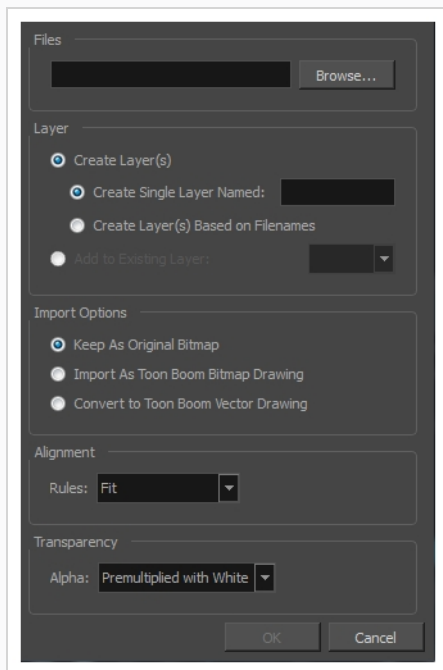 Files
Browse...
Layer
Create Layer(s)
Create Single Layer Named:
Create Layer(s) Based on Filenames
Add to Existing Layer:
Import Options
Keep As Original Bitmap
Import As Toon Boom Bitmap Drawing
Convert to Toon Boom Vector Drawing
Alignment
Rules: Fit
Transparency
Alpha: Premultiplied with White
OK Cancel